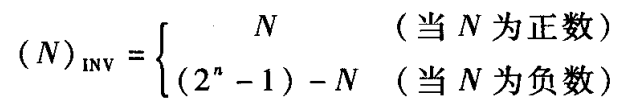 (N)INV = { N (当 N 为正数)
(2ⁿ − 1) − N (当 N 为负数)